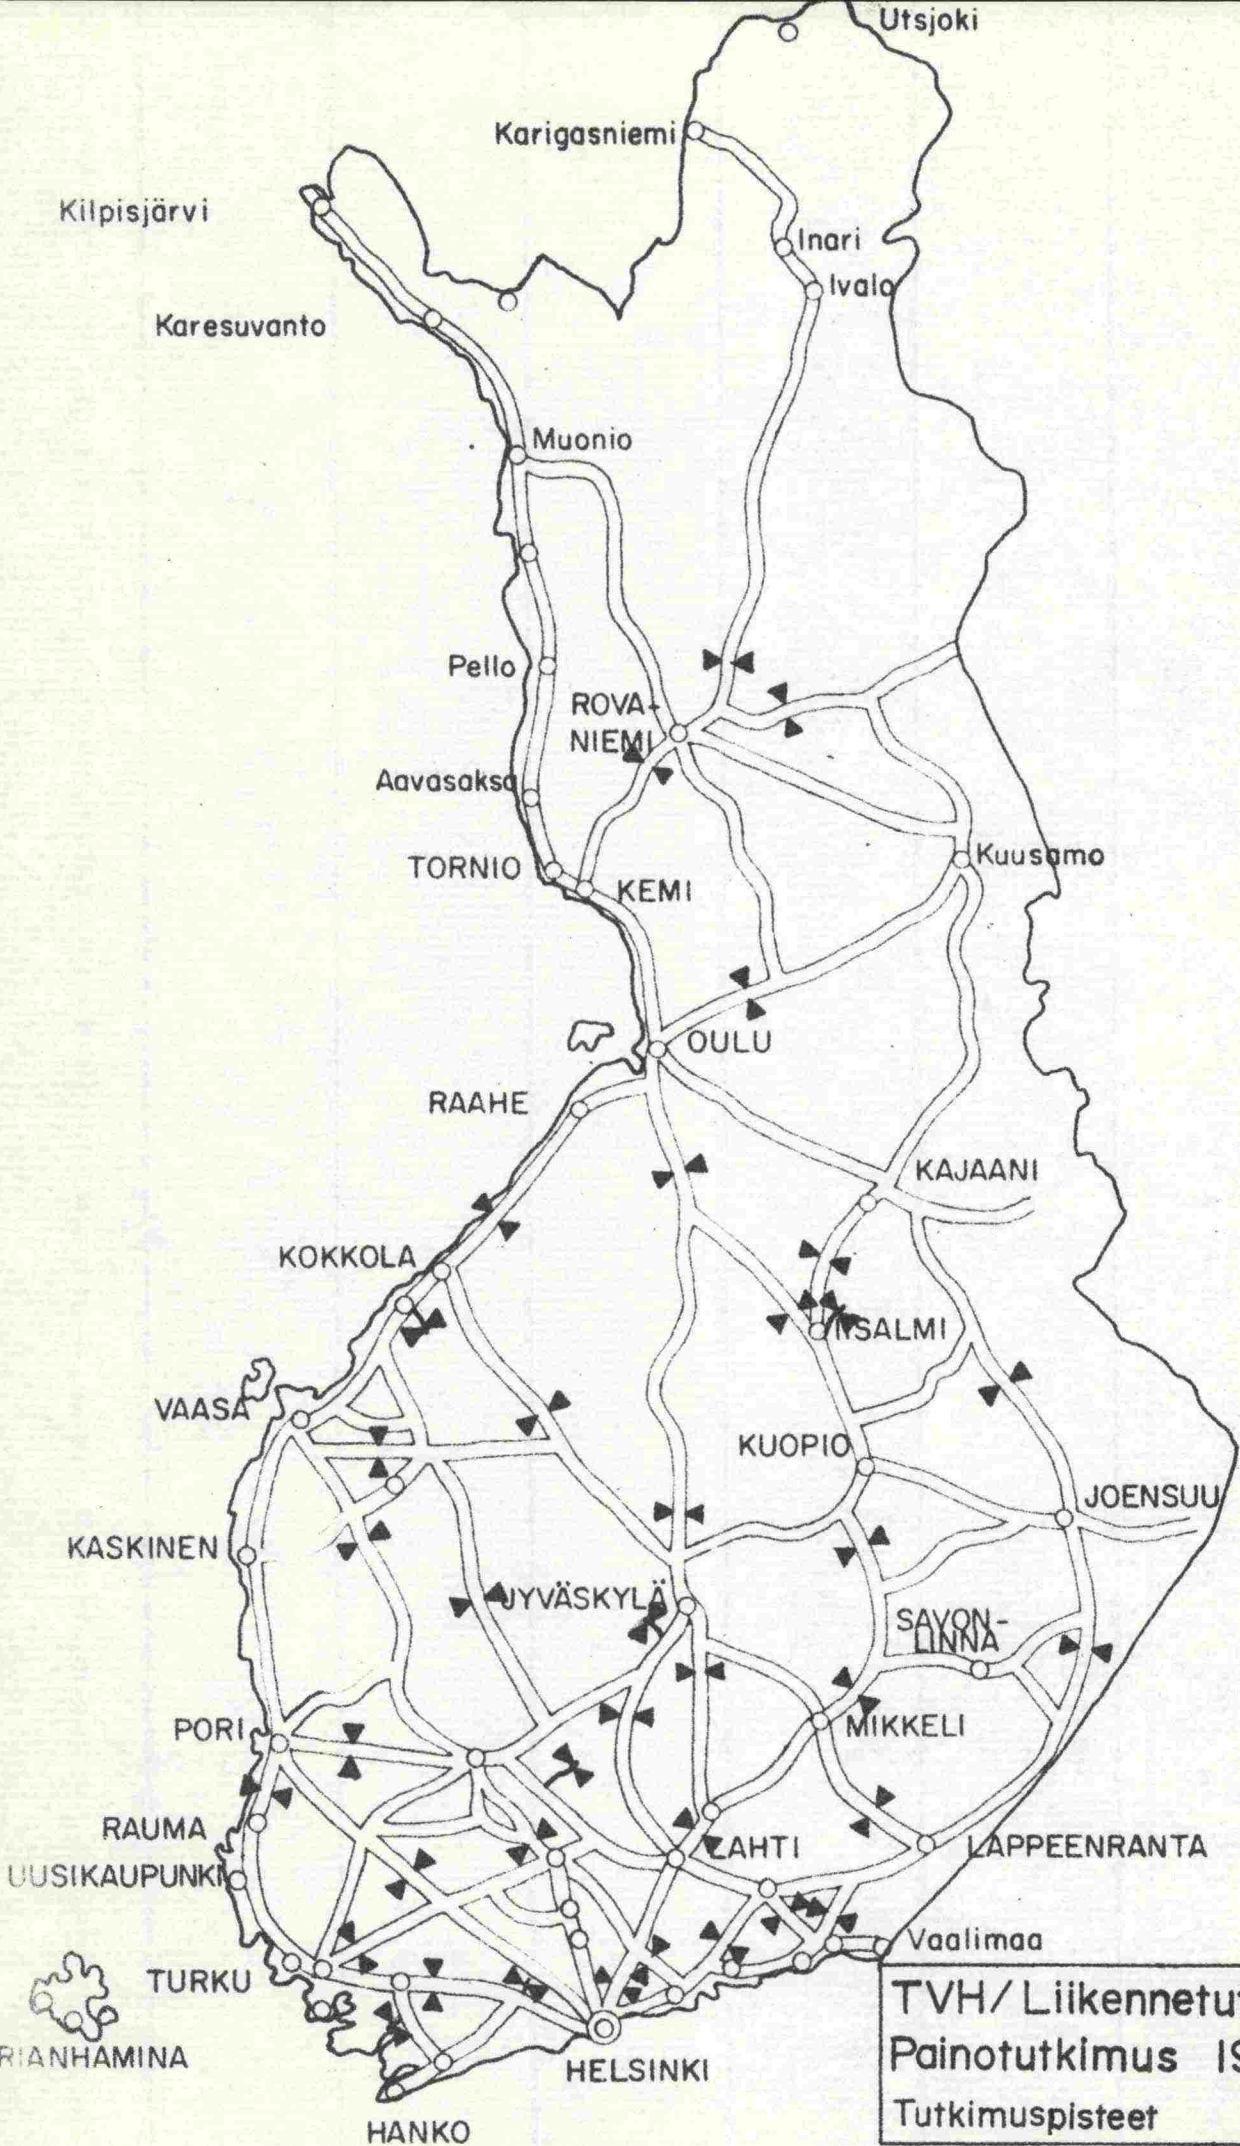 Utsjoki
Karigasniemi
Kilpisjärvi
Inari
Ivalo
Karesuvanto
Muonio
Pello
ROVA-
NIEMI
Aavasaksa
Kuusamo
TORNIO
KEMI
OULU
RAAHE
KAJAANI
KOKKOLA
IISALMI
VAASA
KUOPIO
JOENSUU
KASKINEN
JYVÄSKYLÄ
SAVON-
LINNA
PORI
MIKKELI
RAUMA
LAHTI
LAPPEENRANTA
UUSIKAUPUNKI
Vaalimaa
TURKU
RIANHAMINA
HELSINKI
HANKO
TVH/Liikennetu
Painotutkimus 19
Tutkimuspisteet